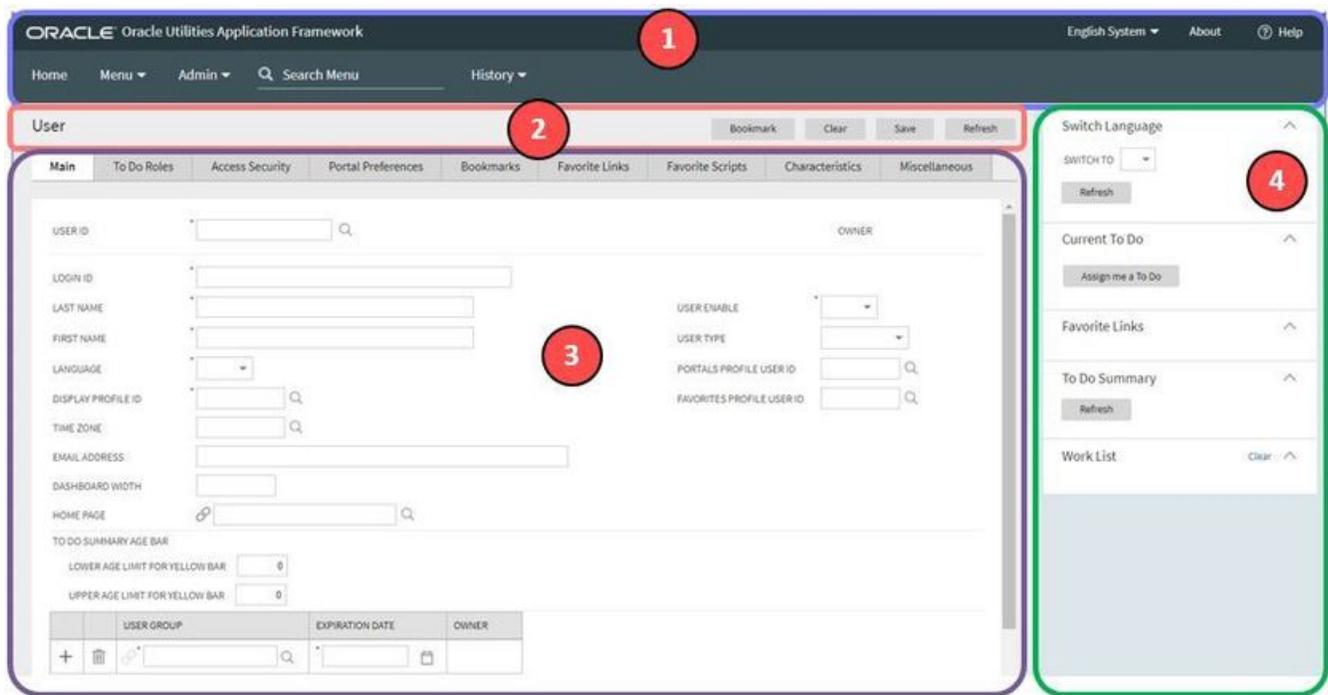 ORACLE Oracle Utilities Application Framework 1 English System About ? Help
Home Menu Admin Search Menu History
User 2 Bookmark Clear Save Refresh
Main To Do Roles Access Security Portal Preferences Bookmarks Favorite Links Favorite Scripts Characteristics Miscellaneous
USER ID * OWNER
LOGIN ID *
LAST NAME * USER ENABLE *
FIRST NAME * 3 USER TYPE
LANGUAGE * PORTALS PROFILE USER ID
DISPLAY PROFILE ID * FAVORITES PROFILE USER ID
TIME ZONE
EMAIL ADDRESS
DASHBOARD WIDTH
HOME PAGE
TO DO SUMMARY AGE BAR
LOWER AGE LIMIT FOR YELLOW BAR 0
UPPER AGE LIMIT FOR YELLOW BAR 0
USER GROUP EXPIRATION DATE OWNER
+ * *
Switch Language
SWITCH TO 4
Refresh
Current To Do
Assign me a To Do
Favorite Links
To Do Summary
Refresh
Work List Clear